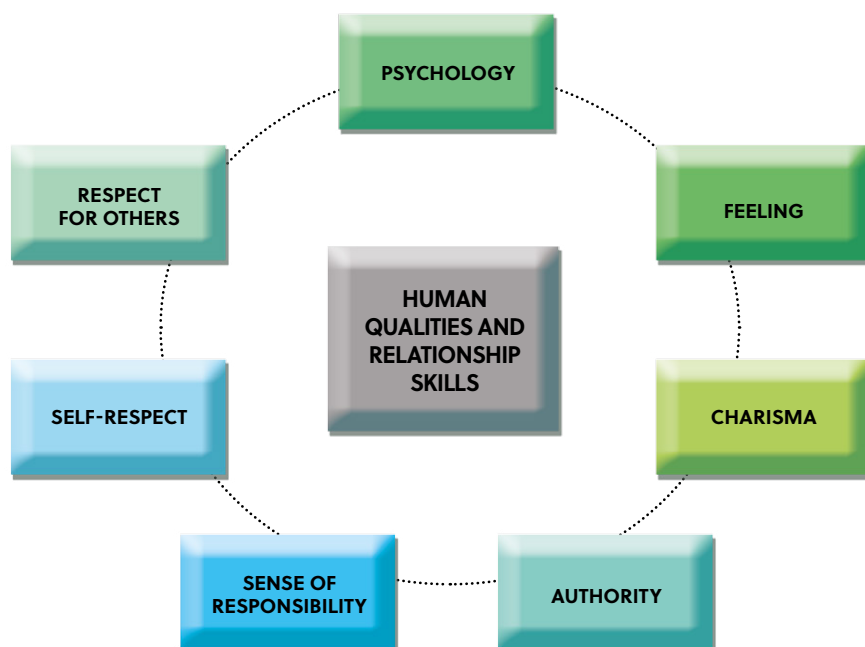 PSYCHOLOGY
RESPECT
FOR OTHERS
FEELING
HUMAN
QUALITIES AND
RELATIONSHIP
SKILLS
SELF-RESPECT
CHARISMA
SENSE OF
RESPONSIBILITY
AUTHORITY